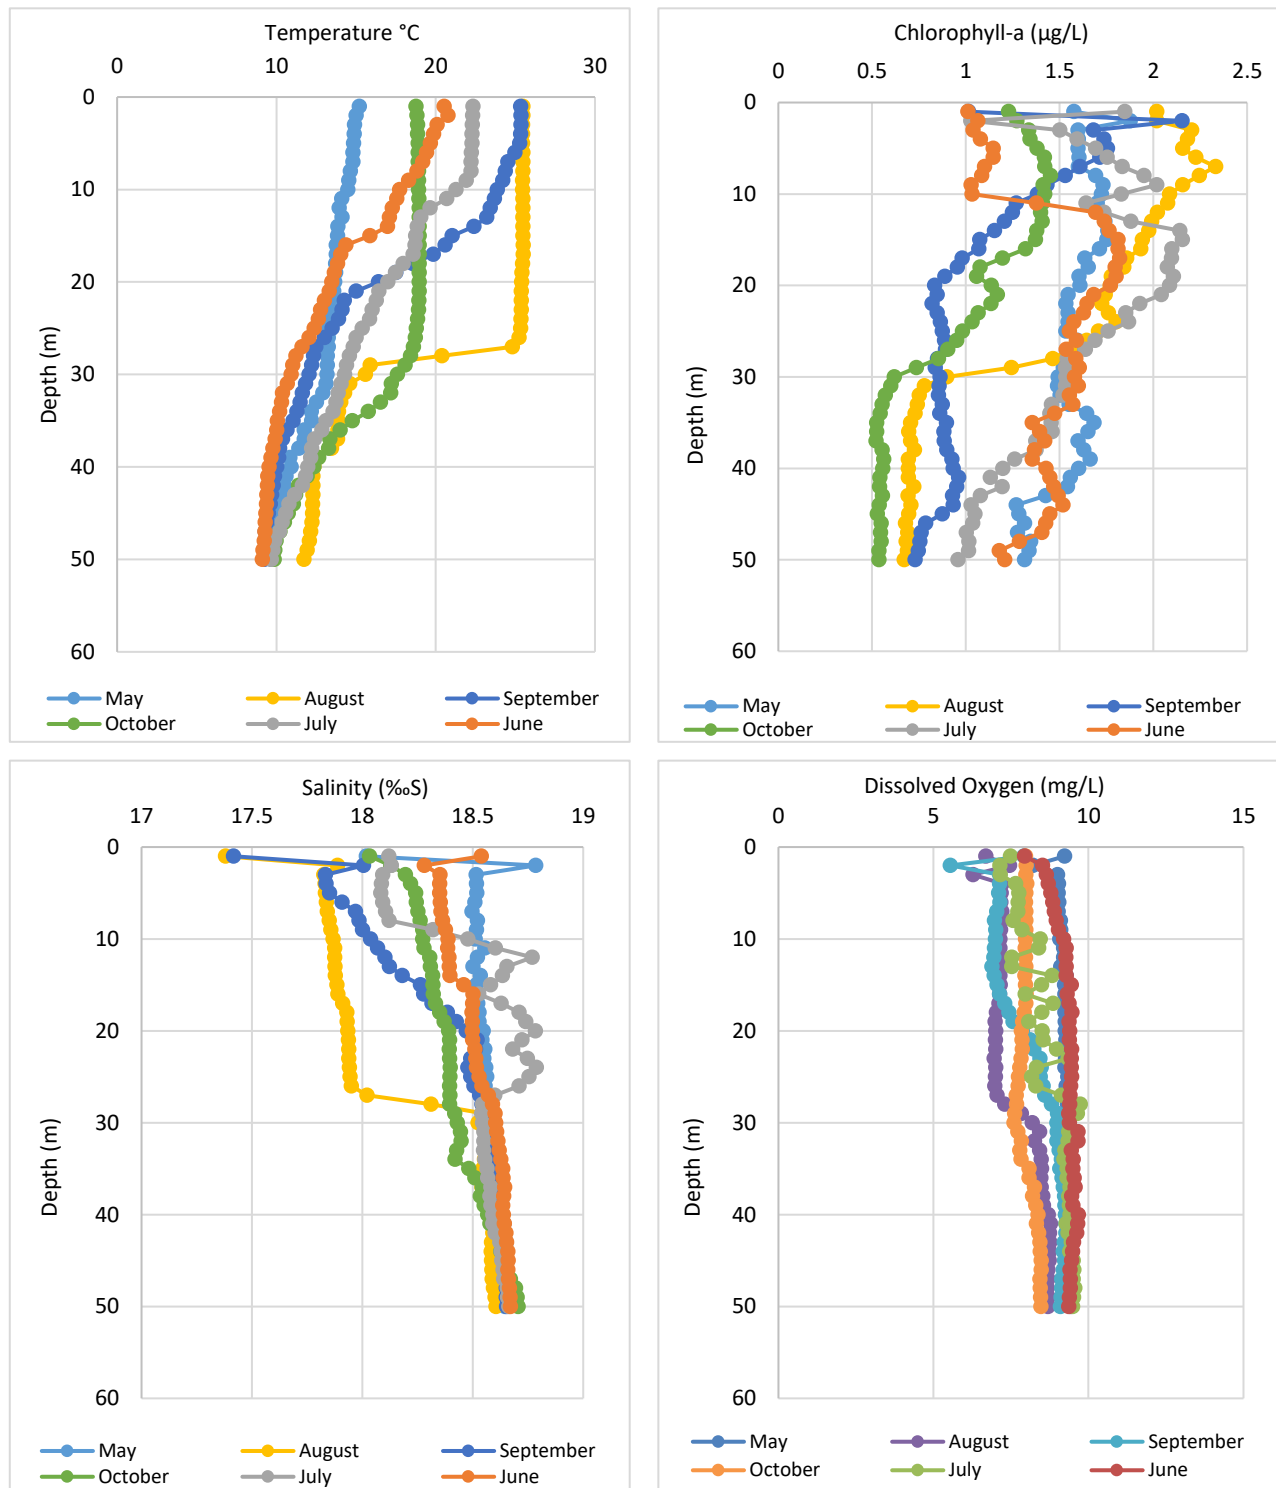 Temperature °C
0 10 20 30
0
10
20
30
40
50
60
Depth (m)
May August September
October July June
Chlorophyll-a (µg/L)
0 0.5 1 1.5 2 2.5
0
10
20
30
40
50
60
Depth (m)
May August September
October July June
Salinity (‰S)
17 17.5 18 18.5 19
0
10
20
30
40
50
60
Depth (m)
May August September
October July June
Dissolved Oxygen (mg/L)
0 5 10 15
0
10
20
30
40
50
60
Depth (m)
May August September
October July June